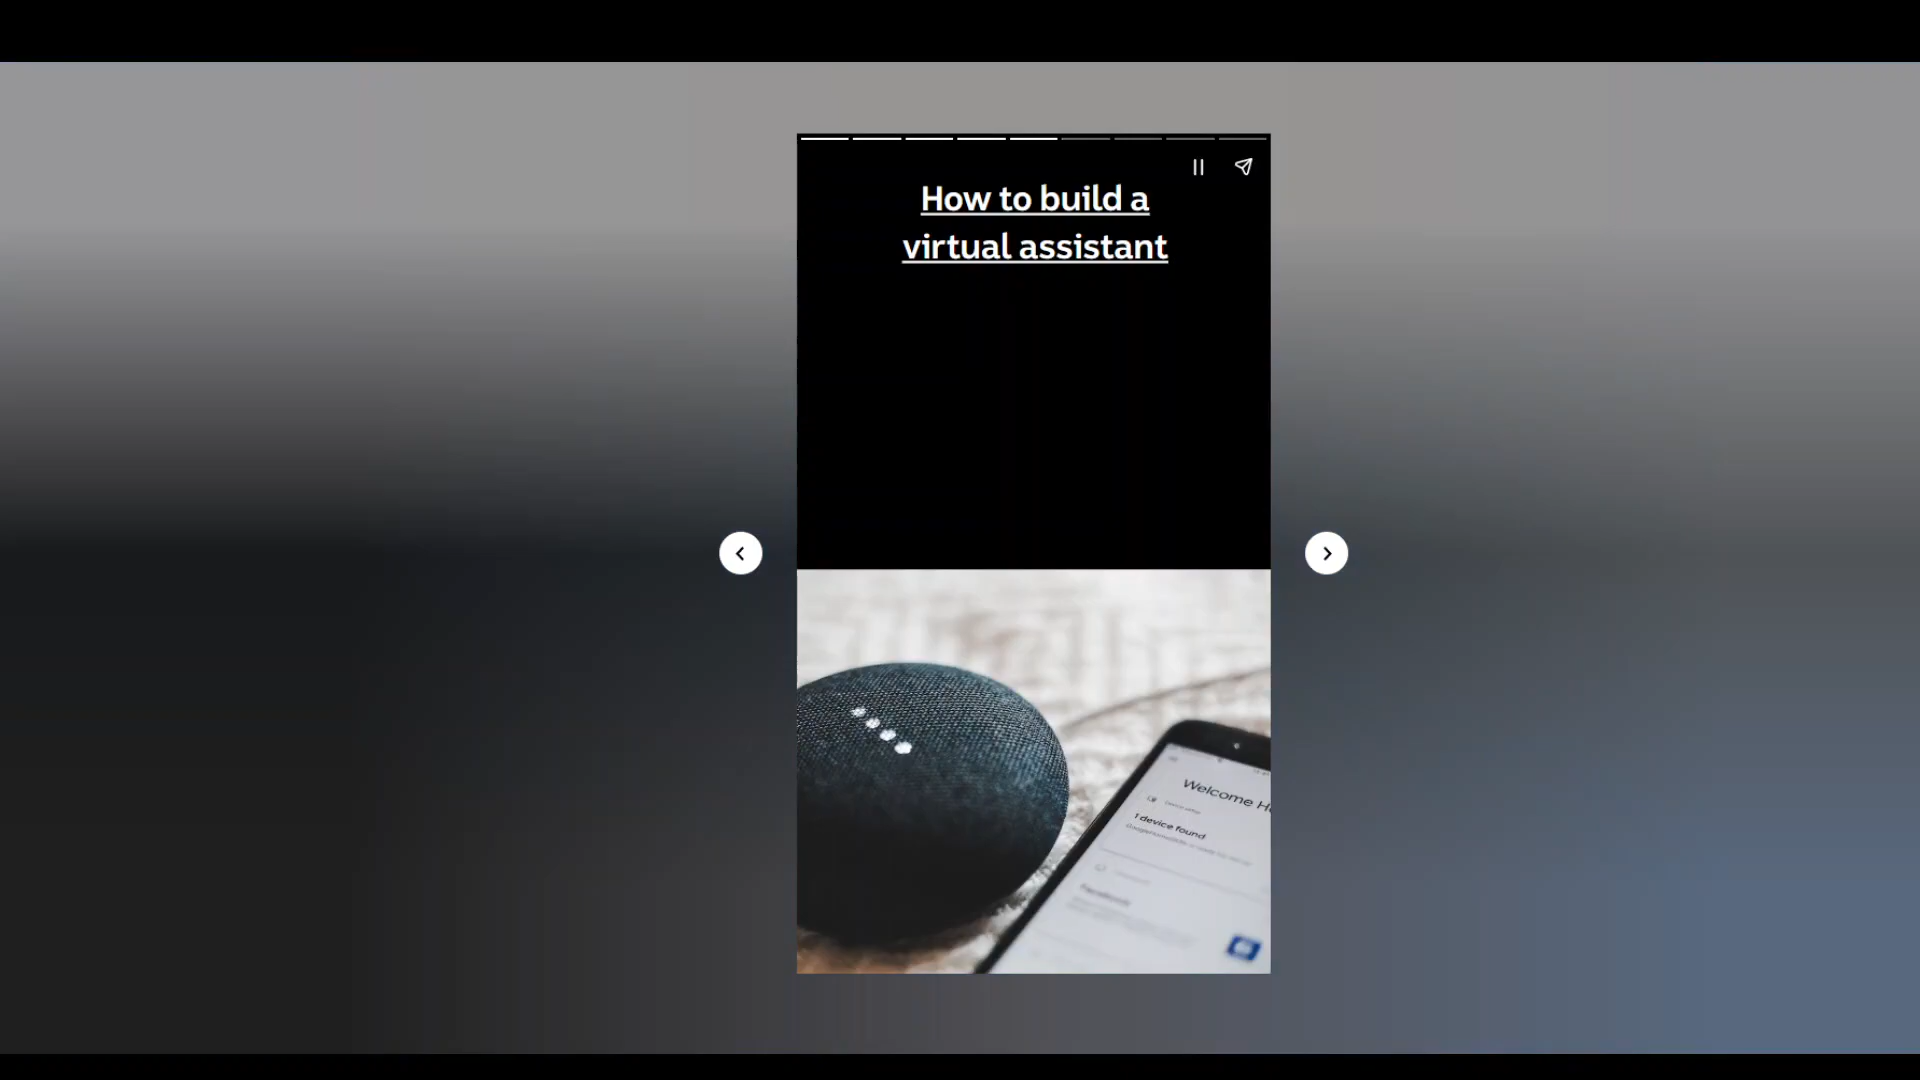 How to build a
virtual assistant
Welcome
1 device found